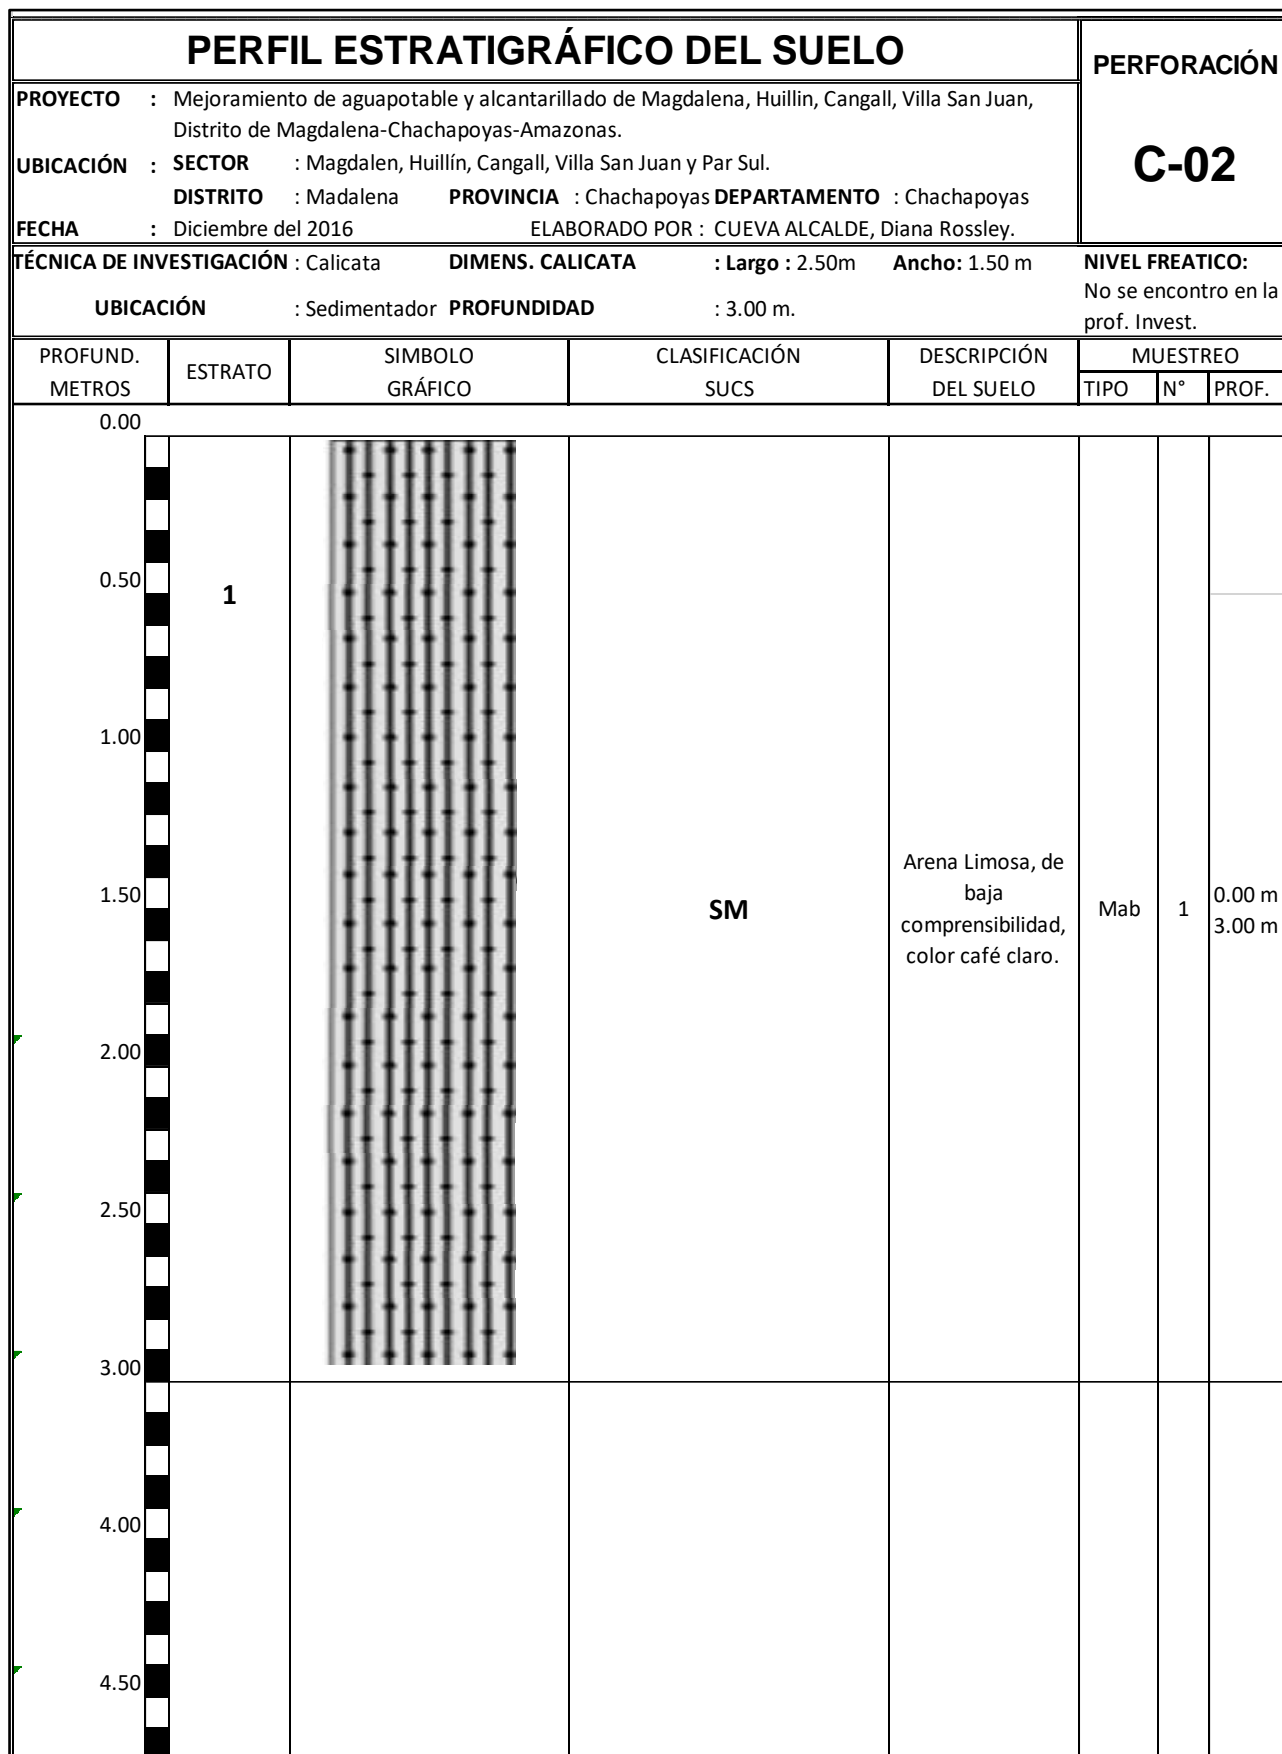 PERFIL ESTRATIGRÁFICO DEL SUELO
PERFORACIÓN
C-02
PROYECTO : Mejoramiento de aguapotable y alcantarillado de Magdalena, Huillin, Cangall, Villa San Juan,
Distrito de Magdalena-Chachapoyas-Amazonas.
UBICACIÓN : SECTOR : Magdalen, Huillín, Cangall, Villa San Juan y Par Sul.
DISTRITO : Madalena PROVINCIA : Chachapoyas DEPARTAMENTO : Chachapoyas
FECHA : Diciembre del 2016 ELABORADO POR : CUEVA ALCALDE, Diana Rossley.
TÉCNICA DE INVESTIGACIÓN : Calicata DIMENS. CALICATA : Largo : 2.50m Ancho: 1.50 m
UBICACIÓN : Sedimentador PROFUNDIDAD : 3.00 m.
NIVEL FREATICO:
No se encontro en la
prof. Invest.
PROFUND.
METROS
ESTRATO
SIMBOLO
GRÁFICO
CLASIFICACIÓN
SUCS
DESCRIPCIÓN
DEL SUELO
MUESTREO
TIPO N° PROF.
0.00
0.50
1
1.00
1.50
SM
Arena Limosa, de
baja
comprensibilidad,
color café claro.
Mab
1
0.00 m
3.00 m
2.00
2.50
3.00
4.00
4.50